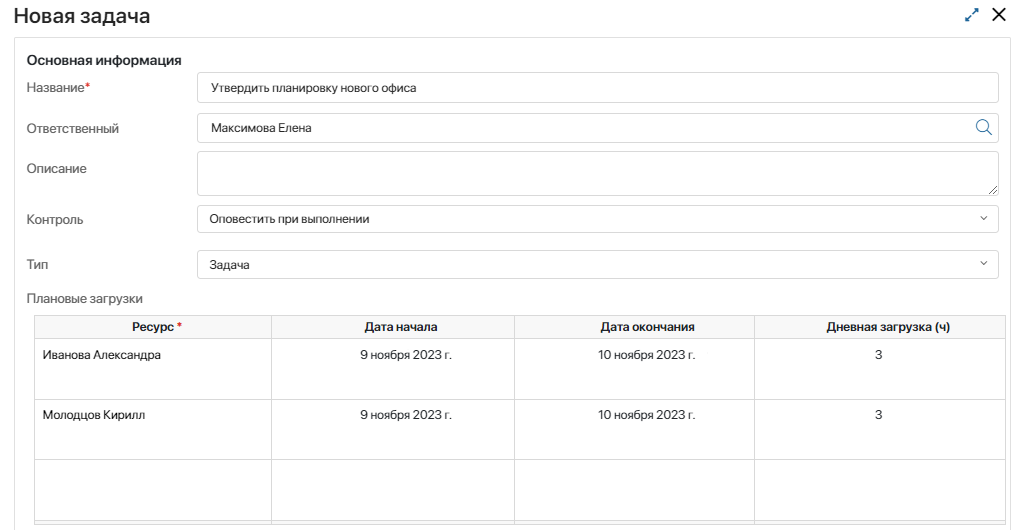 Новая задача
Основная информация
Название*
Утвердить планировку нового офиса
Ответственный
Максимова Елена
Описание
Контроль
Оповестить при выполнении
Тип
Задача
Плановые загрузки
Ресурс * Дата начала Дата окончания Дневная загрузка (ч)
Иванова Александра 9 ноября 2023 г. 10 ноября 2023 г. 3
Молодцов Кирилл 9 ноября 2023 г. 10 ноября 2023 г. 3